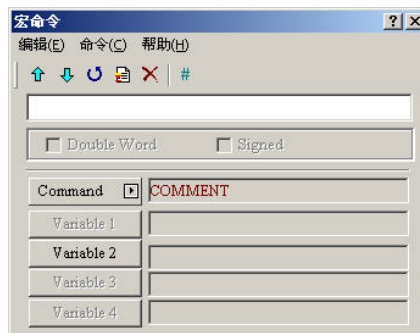 宏命令
编辑(E) 命令(C) 帮助(H)
#
Double Word Signed
Command COMMENT
Variable 1
Variable 2
Variable 3
Variable 4